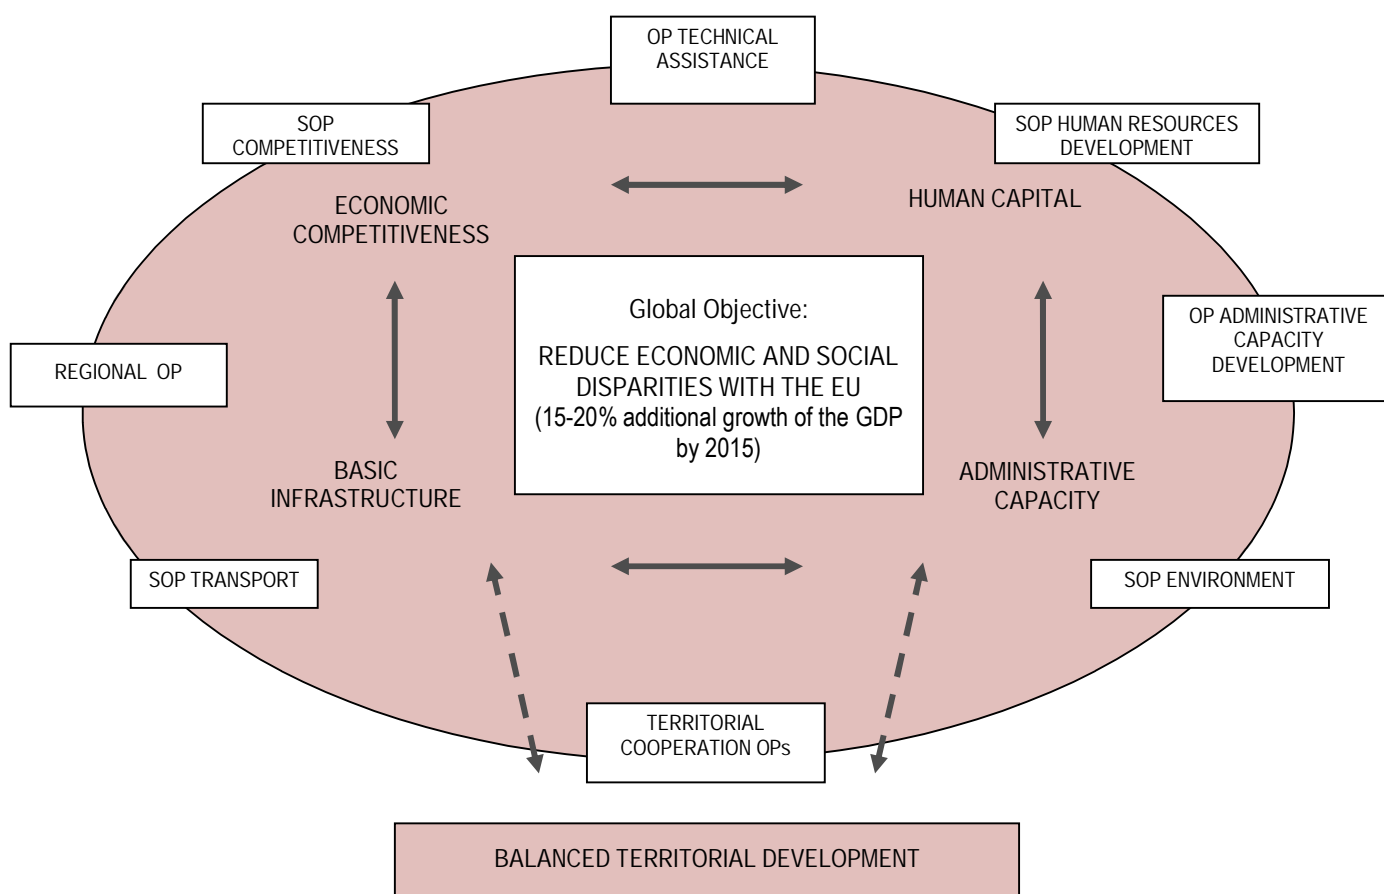 OP TECHNICAL
ASSISTANCE
SOP
COMPETITIVENESS
SOP HUMAN RESOURCES
DEVELOPMENT
ECONOMIC
COMPETITIVENESS
HUMAN CAPITAL
Global Objective:
REDUCE ECONOMIC AND SOCIAL
DISPARITIES WITH THE EU
(15-20% additional growth of the GDP
by 2015)
OP ADMINISTRATIVE
CAPACITY
DEVELOPMENT
REGIONAL OP
BASIC
INFRASTRUCTURE
ADMINISTRATIVE
CAPACITY
SOP TRANSPORT
SOP ENVIRONMENT
TERRITORIAL
COOPERATION OPs
BALANCED TERRITORIAL DEVELOPMENT